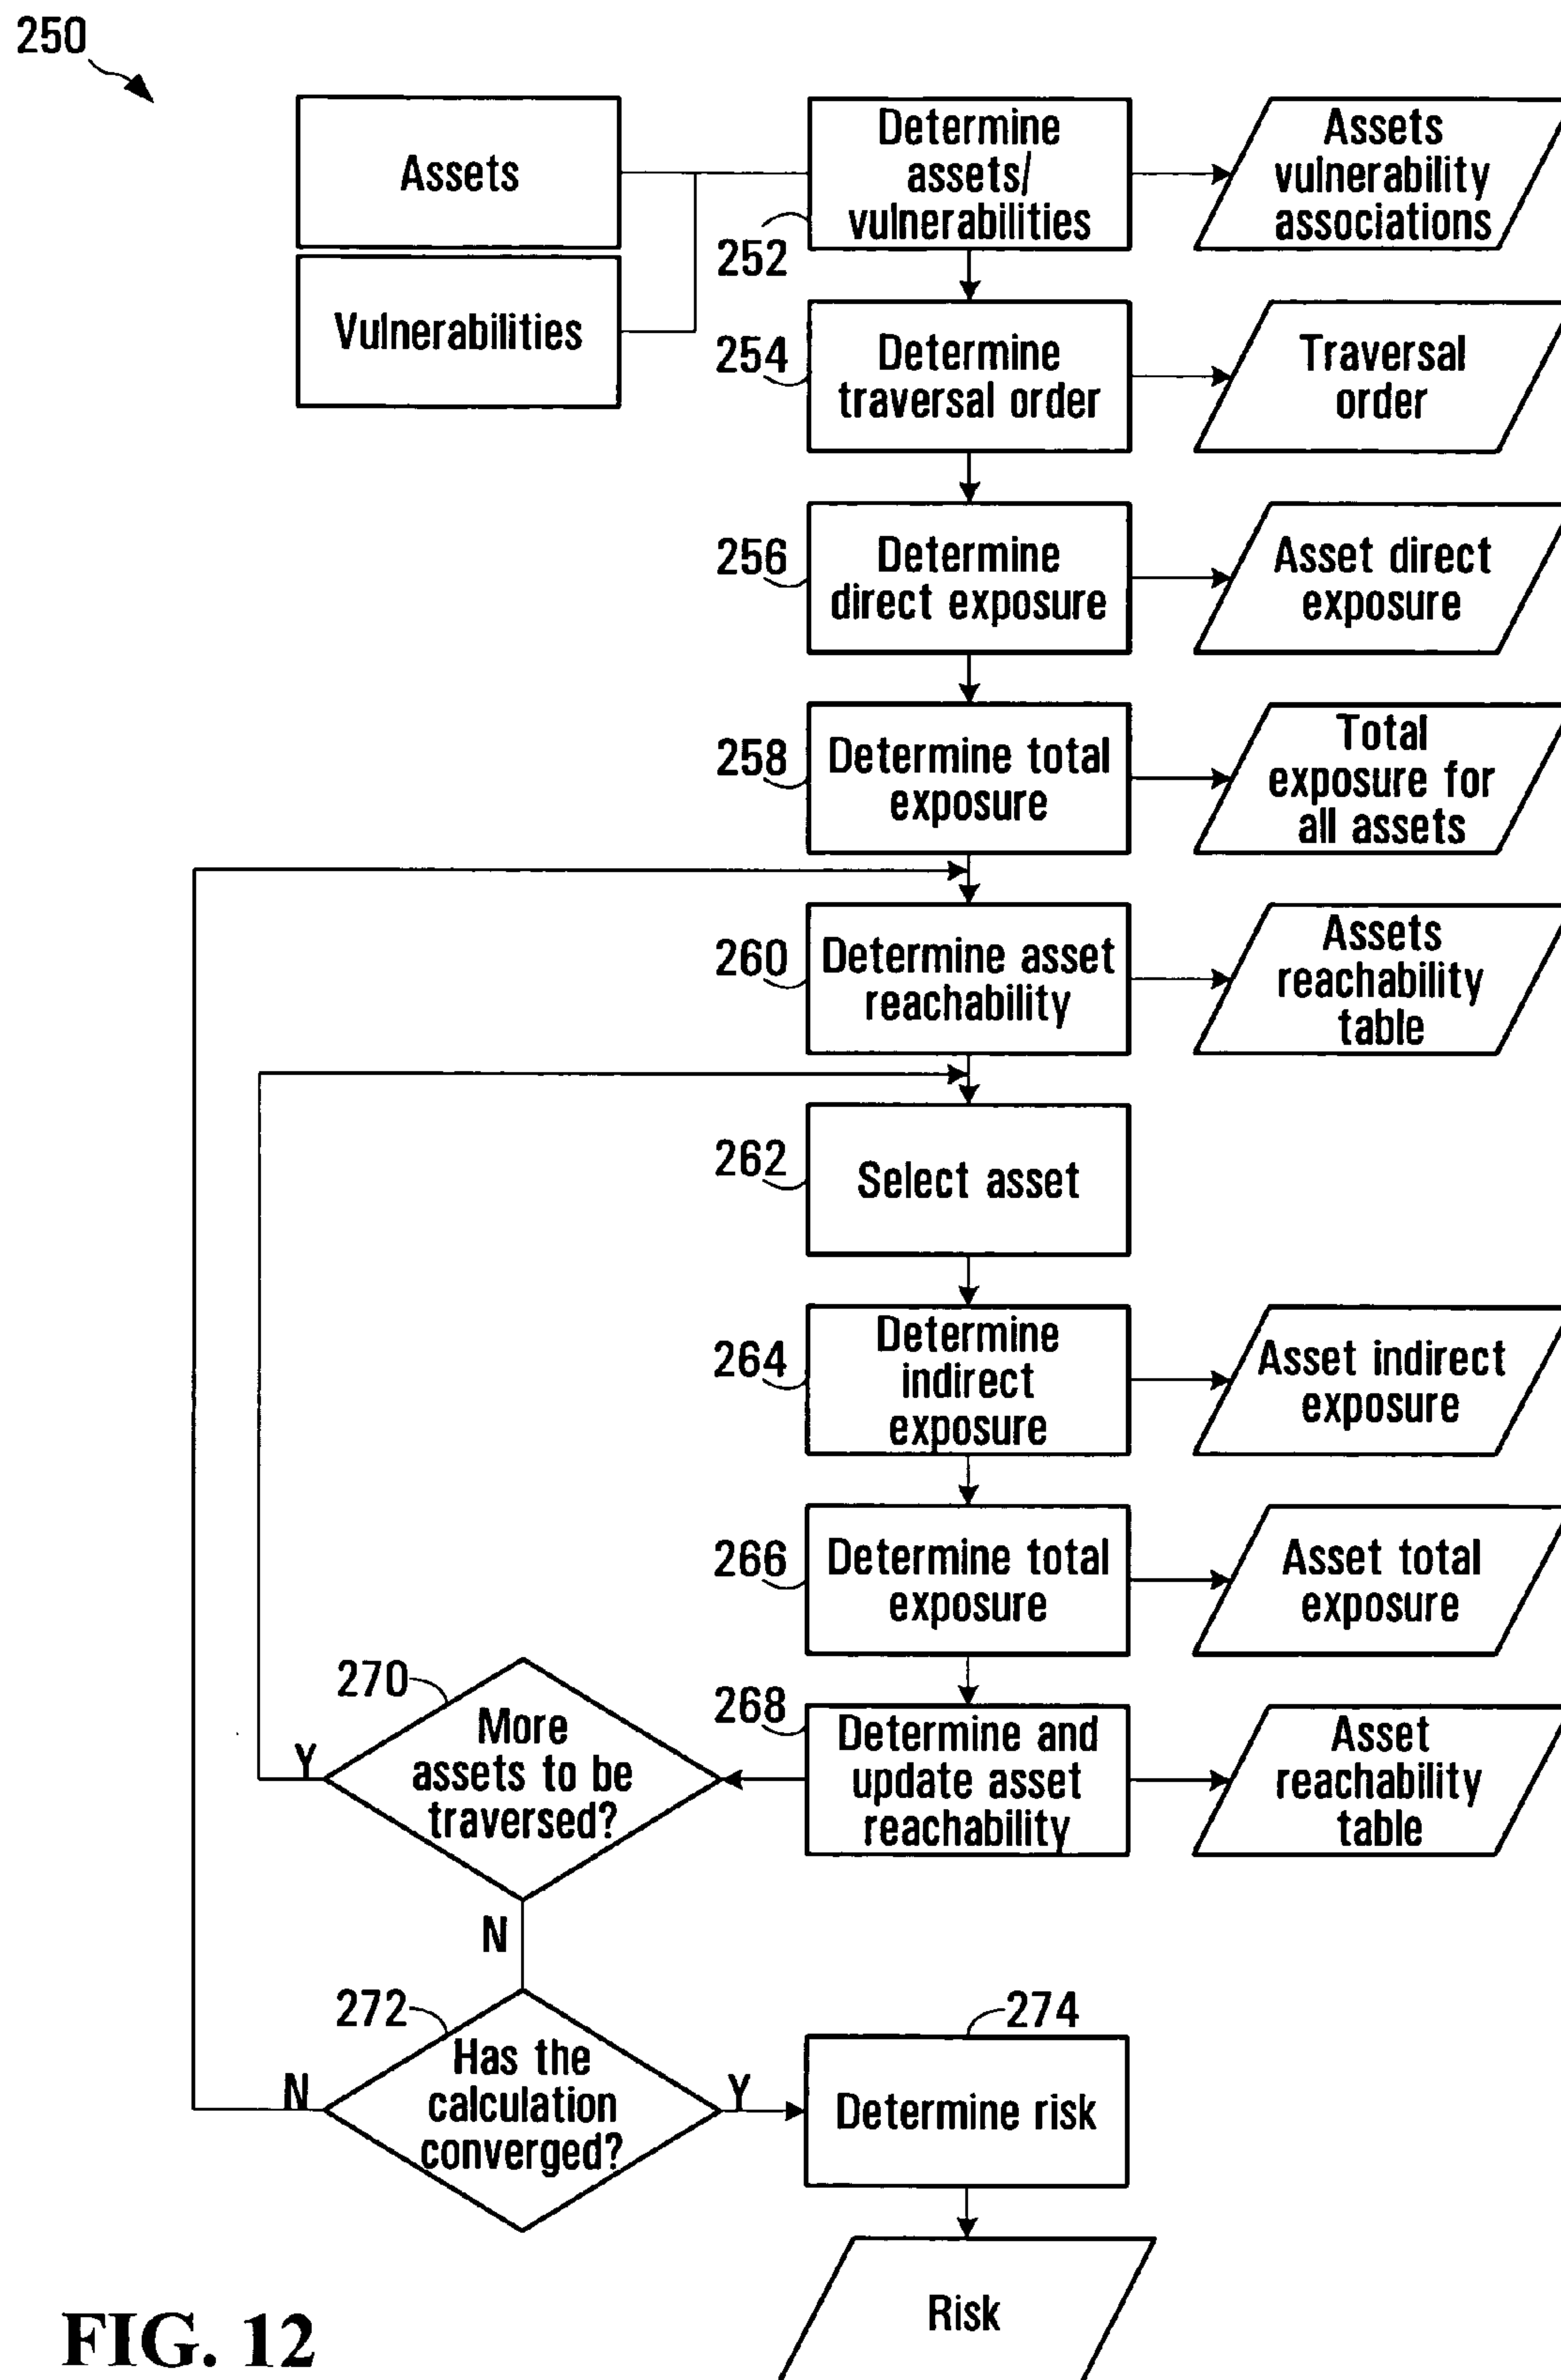 250
Assets
Vulnerabilities
Determine
assets/
vulnerabilities
252
Assets
vulnerability
associations
254
Determine
traversal order
Traversal
order
256
Determine
direct exposure
Asset direct
exposure
258
Determine total
exposure
Total
exposure for
all assets
260
Determine asset
reachability
Assets
reachability
table
262
Select asset
264
Determine
indirect
exposure
Asset indirect
exposure
266
Determine total
exposure
Asset total
exposure
268
Determine and
update asset
reachability
Asset
reachability
table
270
More
assets to be
traversed?
Y
N
272
Has the
calculation
converged?
N
Y
274
Determine risk
Risk
FIG. 12